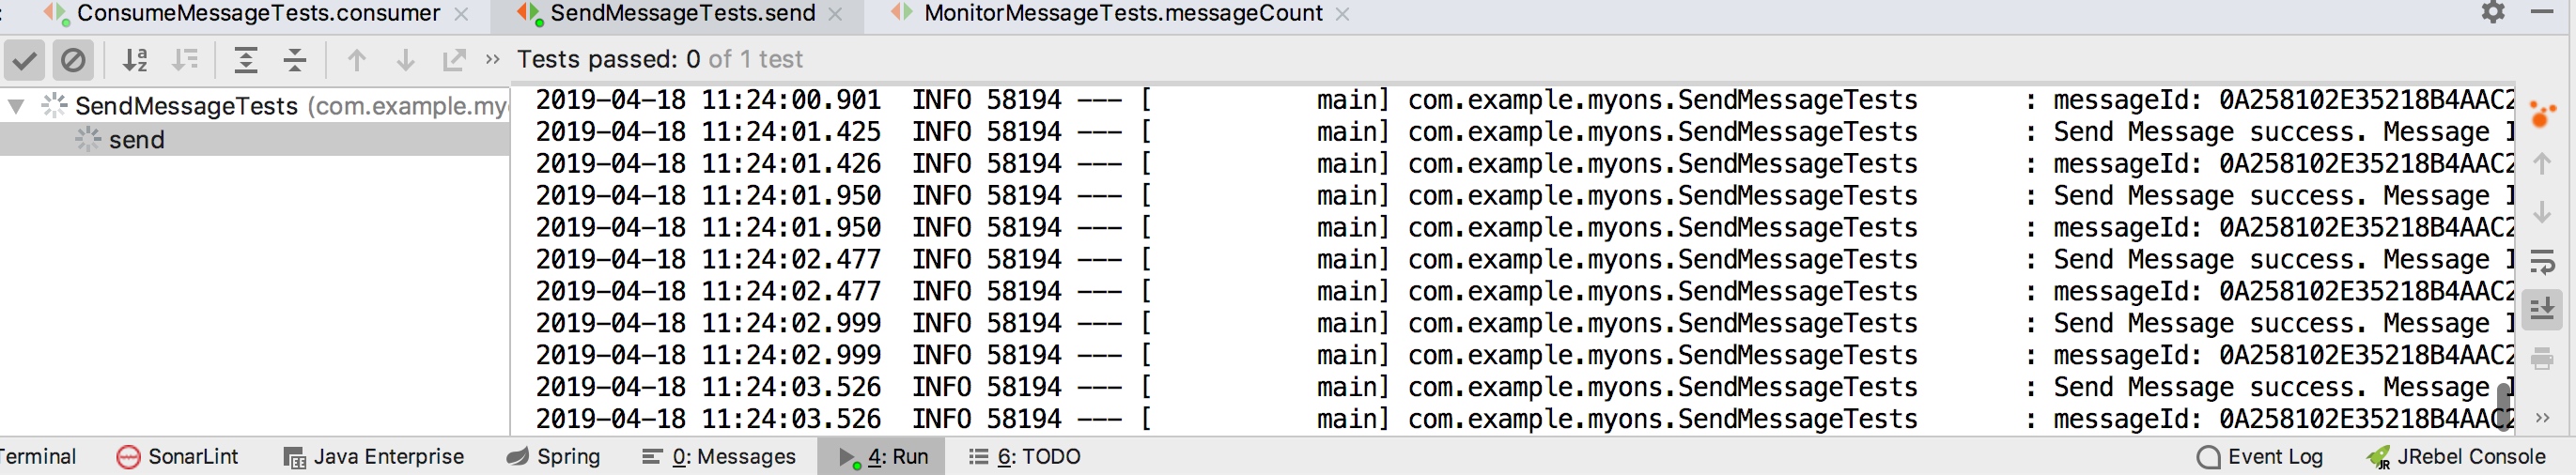 ConsumeMessageTests.consumer SendMessageTests.send MonitorMessageTests.messageCount
Tests passed: 0 of 1 test
SendMessageTests (com.example.my
send
2019-04-18 11:24:00.901 INFO 58194 --- [ main] com.example.myons.SendMessageTests : messageId: 0A258102E35218B4AAC2
2019-04-18 11:24:01.425 INFO 58194 --- [ main] com.example.myons.SendMessageTests : Send Message success. Message I
2019-04-18 11:24:01.426 INFO 58194 --- [ main] com.example.myons.SendMessageTests : messageId: 0A258102E35218B4AAC2
2019-04-18 11:24:01.950 INFO 58194 --- [ main] com.example.myons.SendMessageTests : Send Message success. Message I
2019-04-18 11:24:01.950 INFO 58194 --- [ main] com.example.myons.SendMessageTests : messageId: 0A258102E35218B4AAC2
2019-04-18 11:24:02.477 INFO 58194 --- [ main] com.example.myons.SendMessageTests : Send Message success. Message I
2019-04-18 11:24:02.477 INFO 58194 --- [ main] com.example.myons.SendMessageTests : messageId: 0A258102E35218B4AAC2
2019-04-18 11:24:02.999 INFO 58194 --- [ main] com.example.myons.SendMessageTests : Send Message success. Message I
2019-04-18 11:24:02.999 INFO 58194 --- [ main] com.example.myons.SendMessageTests : messageId: 0A258102E35218B4AAC2
2019-04-18 11:24:03.526 INFO 58194 --- [ main] com.example.myons.SendMessageTests : Send Message success. Message I
2019-04-18 11:24:03.526 INFO 58194 --- [ main] com.example.myons.SendMessageTests : messageId: 0A258102E35218B4AAC2
Terminal SonarLint Java Enterprise Spring 0: Messages 4: Run 6: TODO Event Log JRebel Console